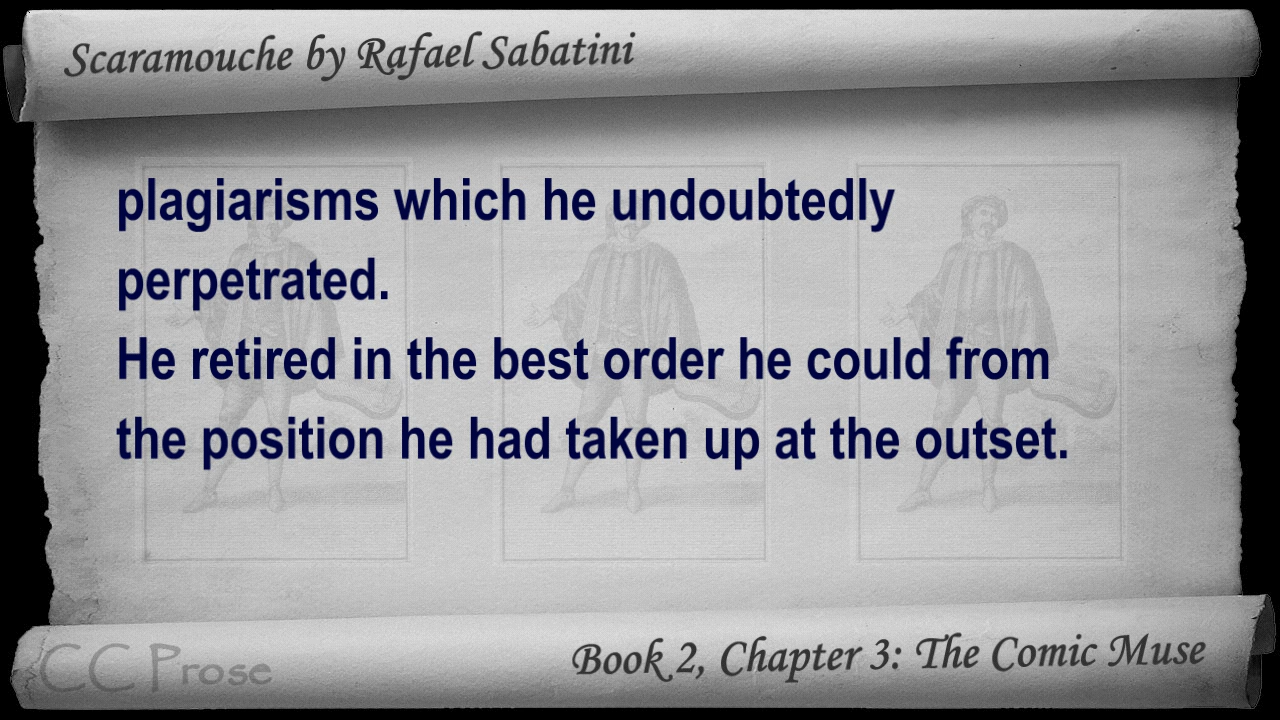 Scaramouche by Rafael Sabatini
plagiarisms which he undoubtedly
perpetrated.
He retired in the best order he could from
the position he had taken up at the outset.
CC Prose
Book 2, Chapter 3: The Comic Muse